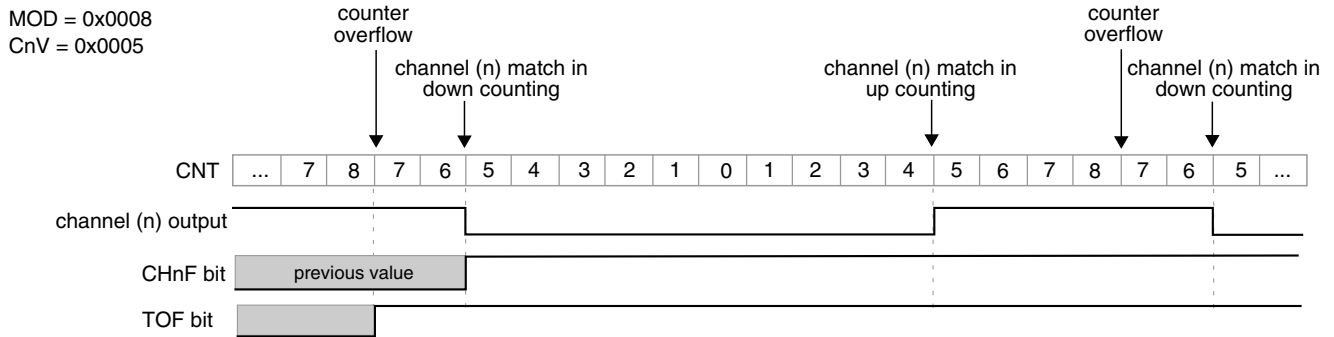 MOD = 0x0008
CnV = 0x0005
counter
overflow
channel (n) match in
down counting
channel (n) match in
up counting
counter
overflow
channel (n) match in
down counting
CNT ... 7 8 7 6 5 4 3 2 1 0 1 2 3 4 5 6 7 8 7 6 5 ...
channel (n) output
CHnF bit previous value
TOF bit